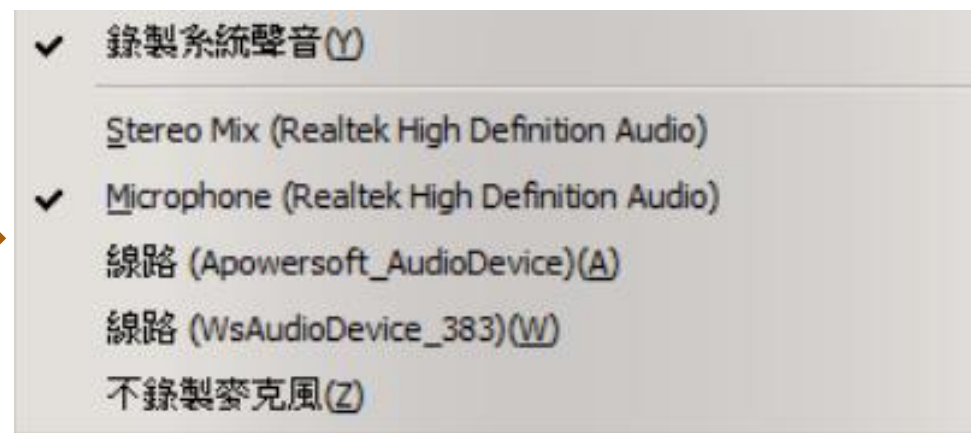 錄製系統聲音(Y)
Stereo Mix (Realtek High Definition Audio)
Microphone (Realtek High Definition Audio)
線路 (Apowersoft_AudioDevice)(A)
線路 (WsAudioDevice_383)(W)
不錄製麥克風(Z)